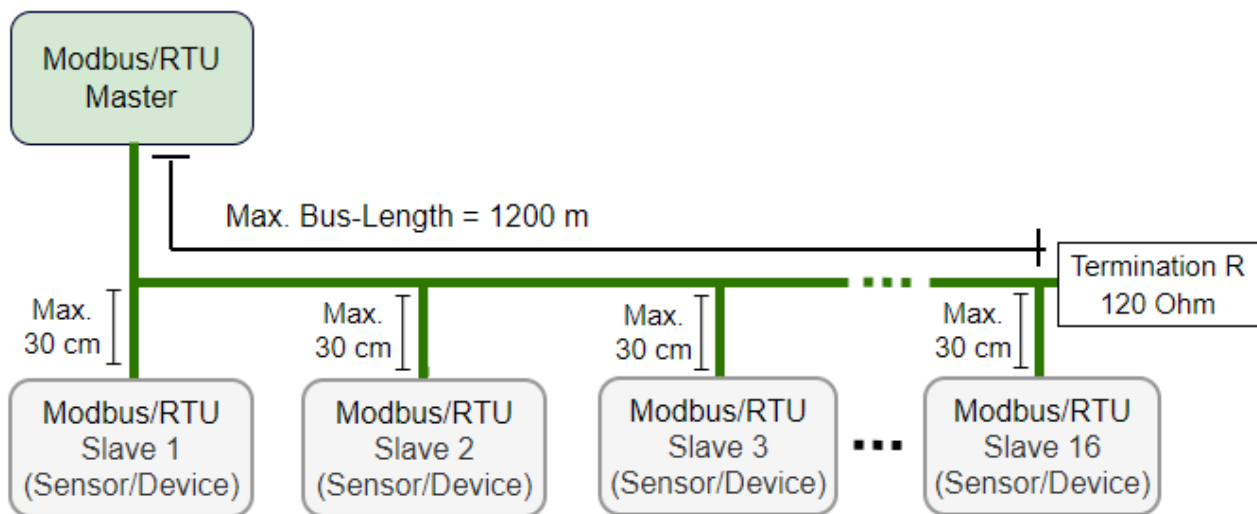 Modbus/RTU
Master
Max. Bus-Length = 1200 m
Termination R
120 Ohm
Max.
30 cm
Max.
30 cm
Max.
30 cm
Max.
30 cm
Modbus/RTU
Slave 1
(Sensor/Device)
Modbus/RTU
Slave 2
(Sensor/Device)
Modbus/RTU
Slave 3
(Sensor/Device)
Modbus/RTU
Slave 16
(Sensor/Device)